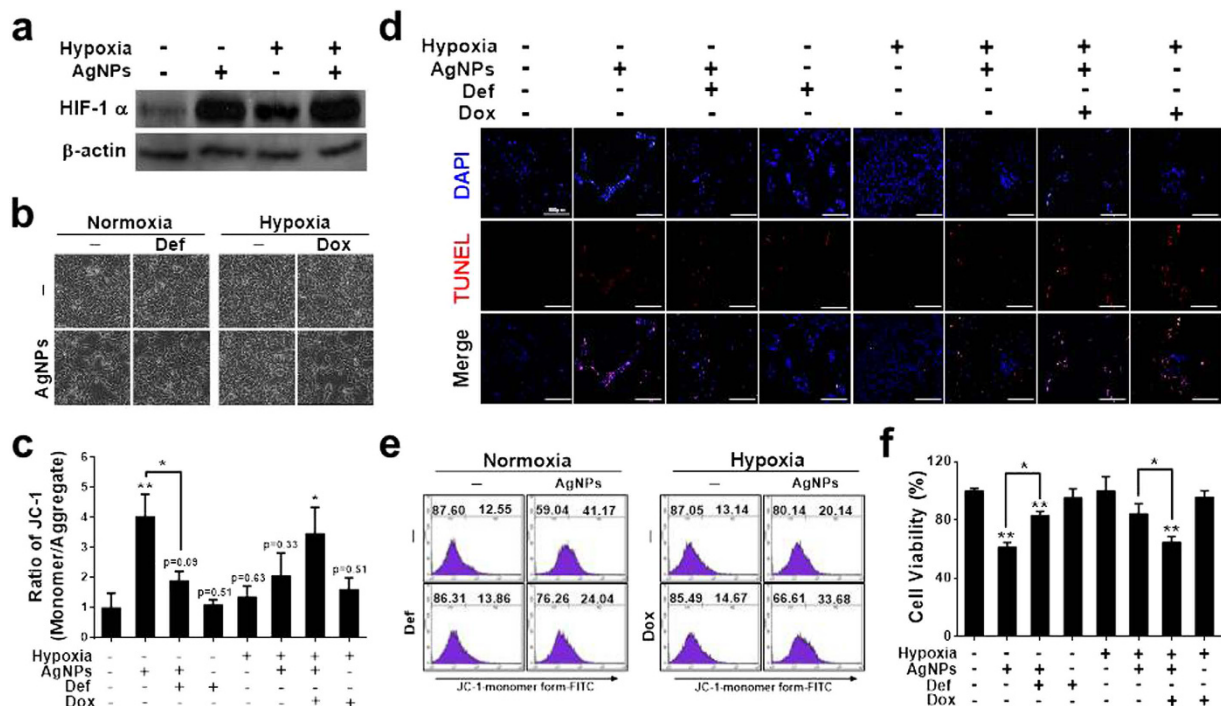 a
Hypoxia - - + +
AgNPs - + - +
HIF-1 α
β-actin
b
Normoxia Hypoxia
– Def – Dox
–
AgNPs
c
Ratio of JC-1
(Monomer/Aggregate)
5
4
3
2
1
0
** * p=0.09 p=0.51 p=0.63 p=0.33 * p=0.51
Hypoxia - - - - + + + +
AgNPs - + + - - + + -
Def - - + + - - - -
Dox - - - - - - + +
d
Hypoxia - - - - + + + +
AgNPs - + + - - + + -
Def - - + + - - - -
Dox - - - - - - + +
DAPI
TUNEL
Merge
e
Normoxia Hypoxia
– AgNPs – AgNPs
–
87.60 12.55 59.04 41.17
Def
86.31 13.86 76.26 24.04
JC-1-monomer form-FITC
–
87.05 13.14 80.14 20.14
Dox
85.49 14.67 66.61 33.68
JC-1-monomer form-FITC
f
Cell Viability (%)
120
80
40
0
** * ** * **
Hypoxia - - - - + + + +
AgNPs - + + - - + + -
Def - - + + - - - -
Dox - - - - - - + +